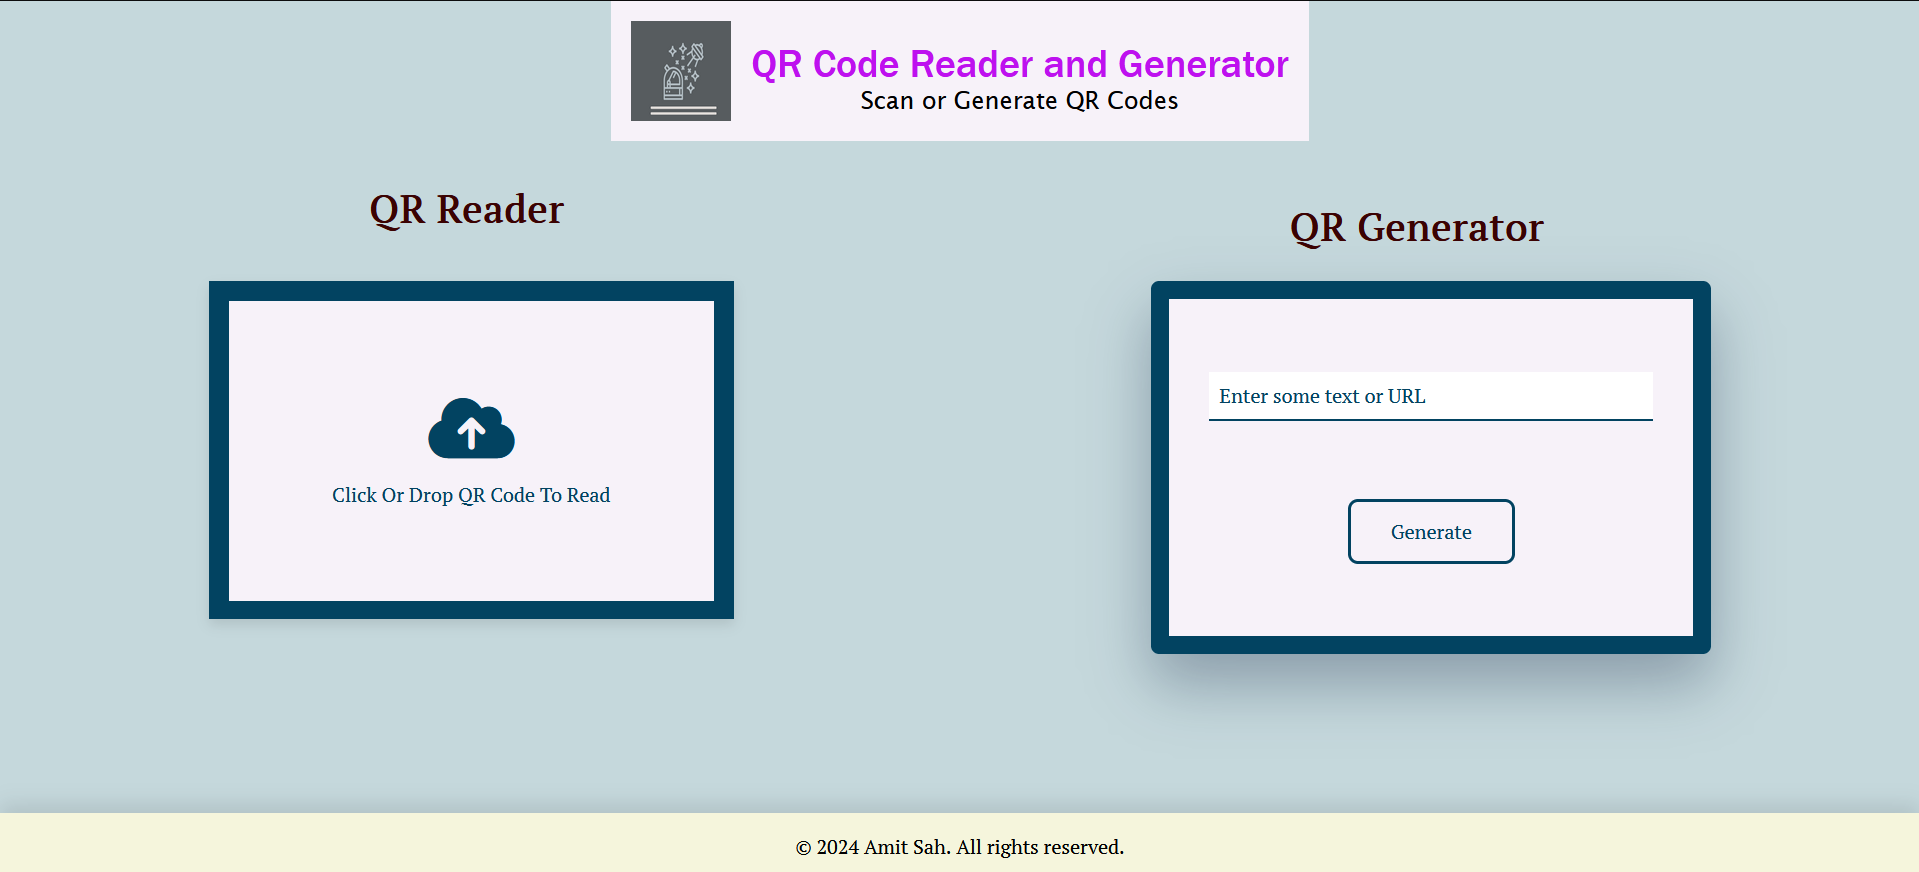 QR Code Reader and Generator
Scan or Generate QR Codes
QR Reader
Click Or Drop QR Code To Read
QR Generator
Enter some text or URL
Generate
© 2024 Amit Sah. All rights reserved.